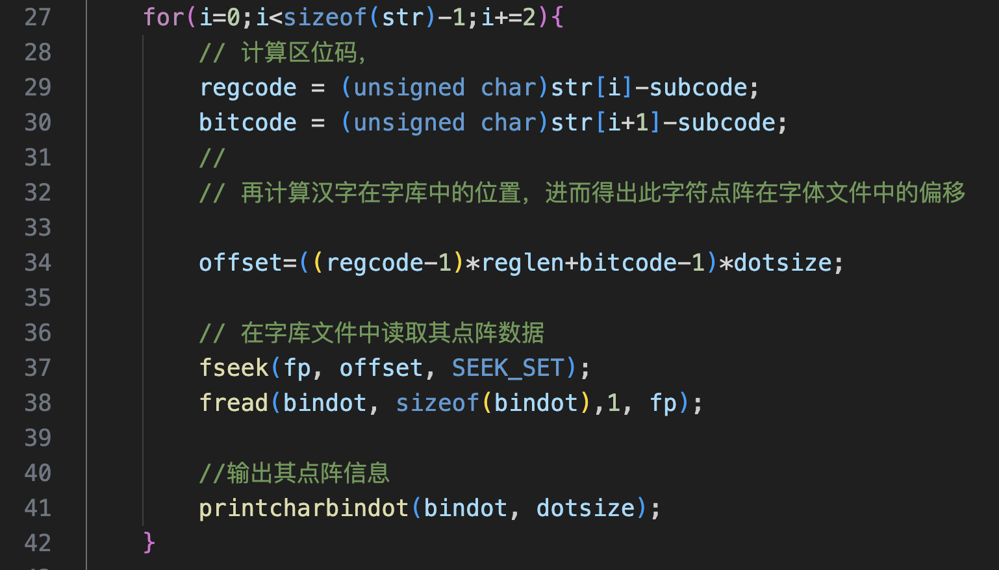 27 for(i=0;i<sizeof(str)-1;i+=2){
28 // 计算区位码,
29 regcode = (unsigned char)str[i]-subcode;
30 bitcode = (unsigned char)str[i+1]-subcode;
31 //
32 // 再计算汉字在字库中的位置，进而得出此字符点阵在字体文件中的偏移
33
34 offset=((regcode-1)*reglen+bitcode-1)*dotsize;
35
36 // 在字库文件中读取其点阵数据
37 fseek(fp, offset, SEEK_SET);
38 fread(bindot, sizeof(bindot),1, fp);
39
40 //输出其点阵信息
41 printcharbindot(bindot, dotsize);
42 }